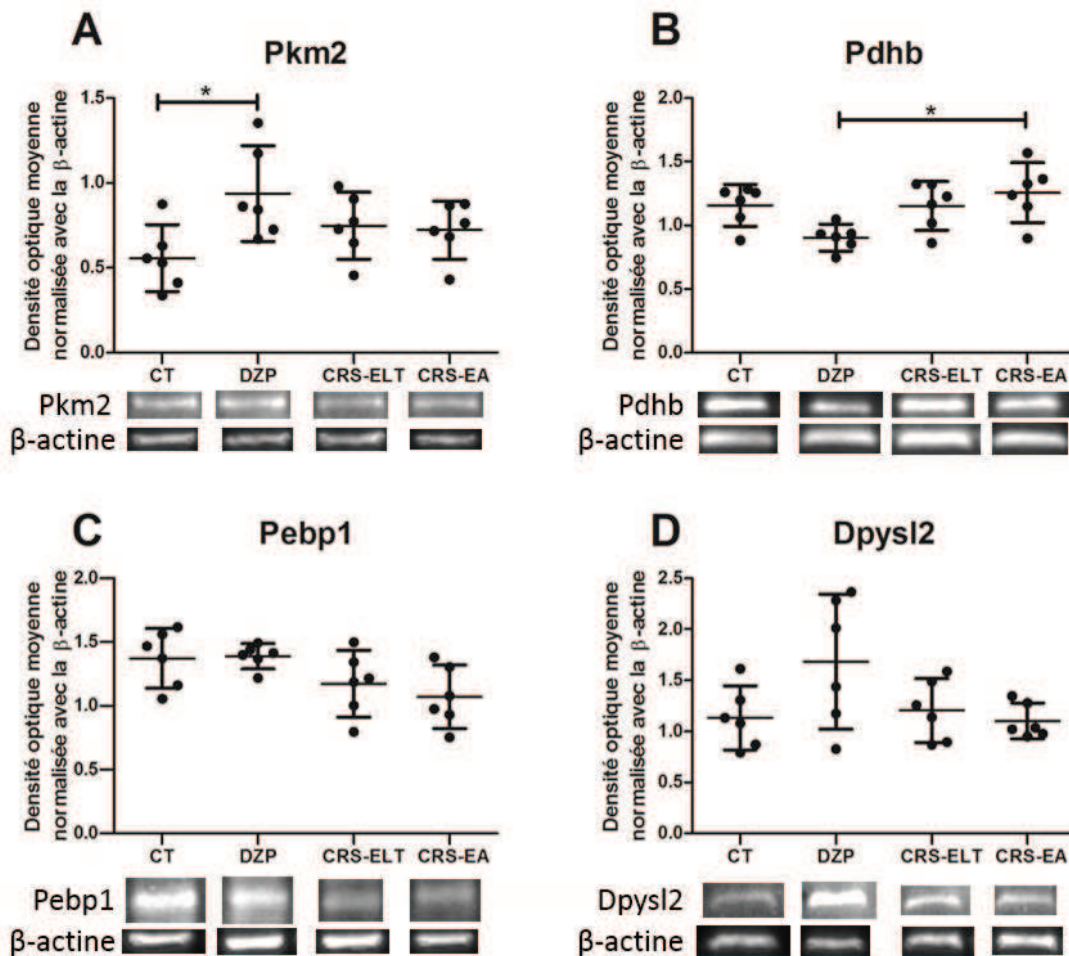 A
Pkm2
Densité optique moyenne
normalisée avec la β-actine
1.5
1.0
0.5
0.0
*
CT DZP CRS-ELT CRS-EA
Pkm2
β-actine
B
Pdhb
Densité optique moyenne
normalisée avec la β-actine
2.0
1.5
1.0
0.5
0.0
*
CT DZP CRS-ELT CRS-EA
Pdhb
β-actine
C
Pebp1
Densité optique moyenne
normalisée avec la β-actine
2.0
1.5
1.0
0.5
0.0
CT DZP CRS-ELT CRS-EA
Pebp1
β-actine
D
Dpysl2
Densité optique moyenne
normalisée avec la β-actine
2.5
2.0
1.5
1.0
0.5
0.0
CT DZP CRS-ELT CRS-EA
Dpysl2
β-actine